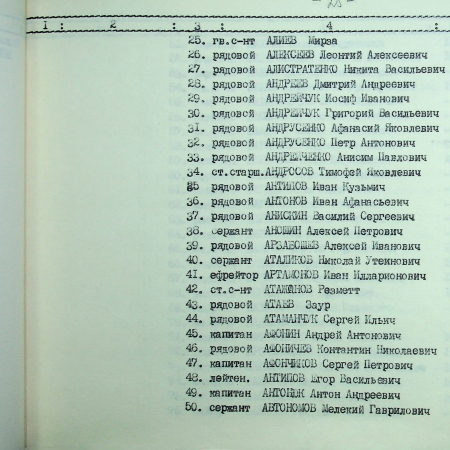 - 25 -
1 : 2 : 3 : 4 :
25. гв.с-нт АЛИЕВ Мирза
26. рядовой АЛЕКСЕЕВ Леонтий Алексеевич
27. рядовой АЛИСТРАТЕНКО Никита Васильевич
28. рядовой АНДРЕЕВ Дмитрий Андреевич
29. рядовой АНДРЕЙЧУК Иосиф Иванович
30. рядовой АНДРЕЙЧУК Григорий Васильевич
31. рядовой АНДРУСЕНКО Афанасий Яковлевич
32. рядовой АНДРУСЕНКО Петр Антонович
33. рядовой АНДРЕЙЧЕНКО Анисим Павлович
34. ст.старш.АНДРОСОВ Тимофей Яковлевич
35 рядовой АНТИПОВ Иван Кузьмич
36. рядовой АНТОНОВ Иван Афанасьевич
37. рядовой АНИСКИН Василий Сергеевич
38. сержант АНОШИН Алексей Петрович
39. рядовой АРЗАБОШЕВ Алексей Иванович
40. сержант АТАЛИКОВ Николай Утеинович
41. ефрейтор АРТАМОНОВ Иван Илларионович
42. ст.с-нт АТАЖАНОВ Резметт
43. рядовой АТАЕВ Заур
44. рядовой АТАМАНЧУК Сергей Ильич
45. капитан АФОНИН Андрей Антонович
46. рядовой АФОНИЧЕВ Контантин Николаевич
47. капитан АФОНЧИКОВ Сергей Петрович
48. лейтен. АНТИПОВ Егор Васильевич
49. капитан АНТОНЮК Антон Андреевич
50. сержант АВТОНОМОВ Мелекий Гаврилович